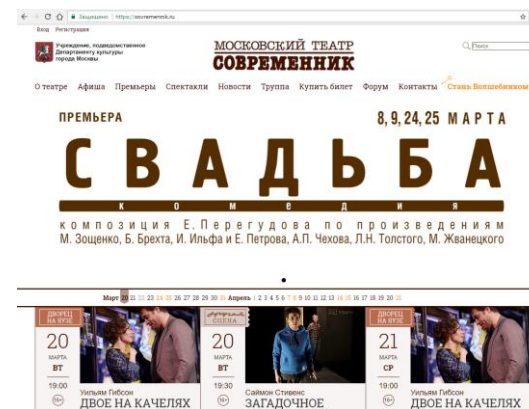 Защищено | https://sovremennik.ru
Вход Регистрация
Учреждение, подведомственное
Департаменту культуры
города Москвы
МОСКОВСКИЙ ТЕАТР
СОВРЕМЕННИК
Поиск
О театре Афиша Премьеры Спектакли Новости Труппа Купить билет Форум Контакты Стань Волшебником
ПРЕМЬЕРА
8, 9, 24, 25 МАРТА
СВАДЬБА
комедия
композиция Е. Перегудова по произведениям
М. Зощенко, Б. Брехта, И. Ильфа и Е. Петрова, А.П. Чехова, Л.Н. Толстого, М. Жванецкого
Март 20 21 22 23 24 25 26 27 28 29 30 31 Апрель 1 2 3 4 5 6 7 8 9 10 11 12 13 14 15 16 17 18 19 20 21
ДВОРЕЦ
НА ЯУЗЕ
20
МАРТА
ВТ
19:00
16+
Уильям Гибсон
ДВОЕ НА КАЧЕЛЯХ
СЦЕНА
20
МАРТА
ВТ
19:30
16+
Саймон Стивенс
ЗАГАДОЧНОЕ
ДВОРЕЦ
НА ЯУЗЕ
21
МАРТА
СР
19:00
16+
Уильям Гибсон
ДВОЕ НА КАЧЕЛЯХ